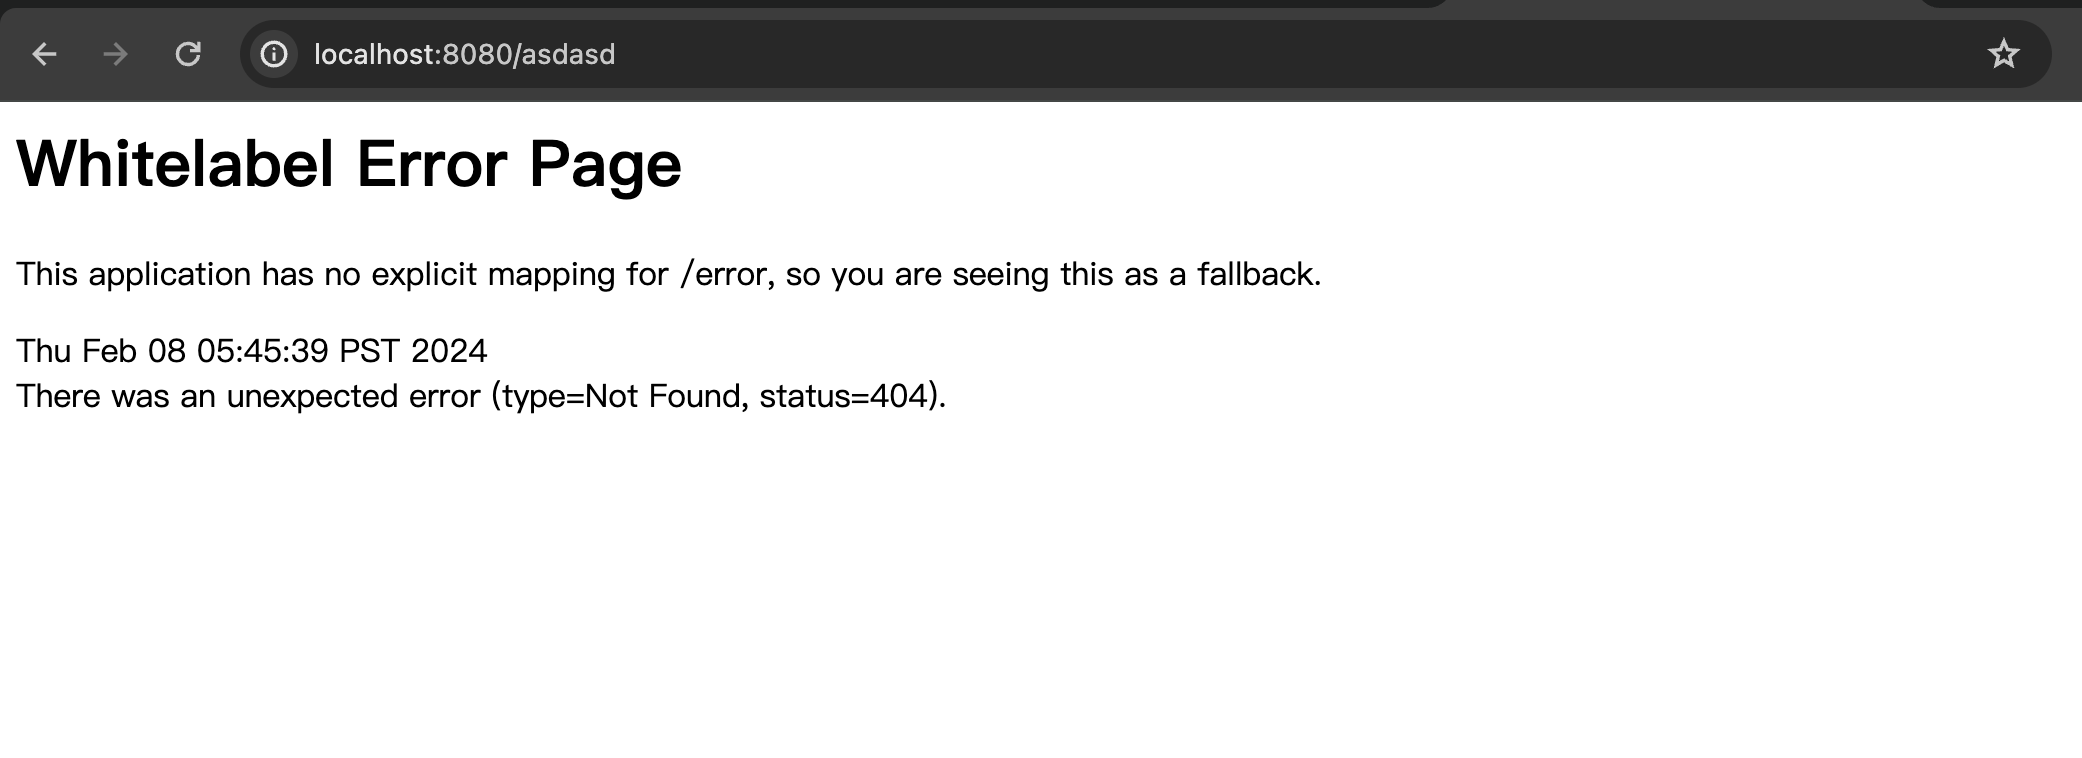 localhost:8080/asdasd
Whitelabel Error Page
This application has no explicit mapping for /error, so you are seeing this as a fallback.
Thu Feb 08 05:45:39 PST 2024
There was an unexpected error (type=Not Found, status=404).